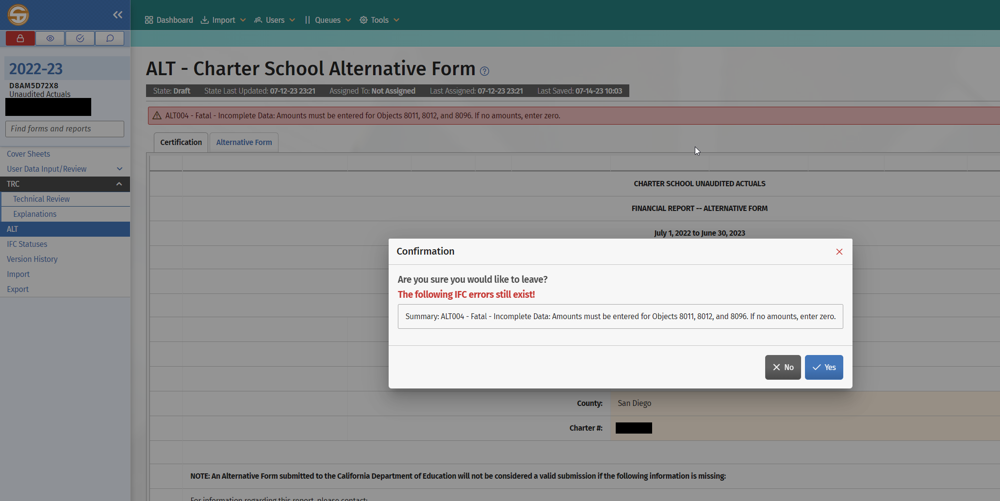 Dashboard Import Users Queues Tools
2022-23
D8AM5D72X8
Unaudited Actuals
Find forms and reports
Cover Sheets
User Data Input/Review
TRC
Technical Review
Explanations
ALT
IFC Statuses
Version History
Import
Export
ALT - Charter School Alternative Form
State: Draft State Last Updated: 07-12-23 23:21 Assigned To: Not Assigned Last Assigned: 07-12-23 23:21 Last Saved: 07-14-23 10:03
ALT004 - Fatal - Incomplete Data: Amounts must be entered for Objects 8011, 8012, and 8096. If no amounts, enter zero.
Certification Alternative Form
CHARTER SCHOOL UNAUDITED ACTUALS
FINANCIAL REPORT -- ALTERNATIVE FORM
July 1, 2022 to June 30, 2023
Confirmation
Are you sure you would like to leave?
The following IFC errors still exist!
Summary: ALT004 - Fatal - Incomplete Data: Amounts must be entered for Objects 8011, 8012, and 8096. If no amounts, enter zero.
No Yes
County: San Diego
Charter #:
NOTE: An Alternative Form submitted to the California Department of Education will not be considered a valid submission if the following information is missing:
For information regarding this report, please contact: